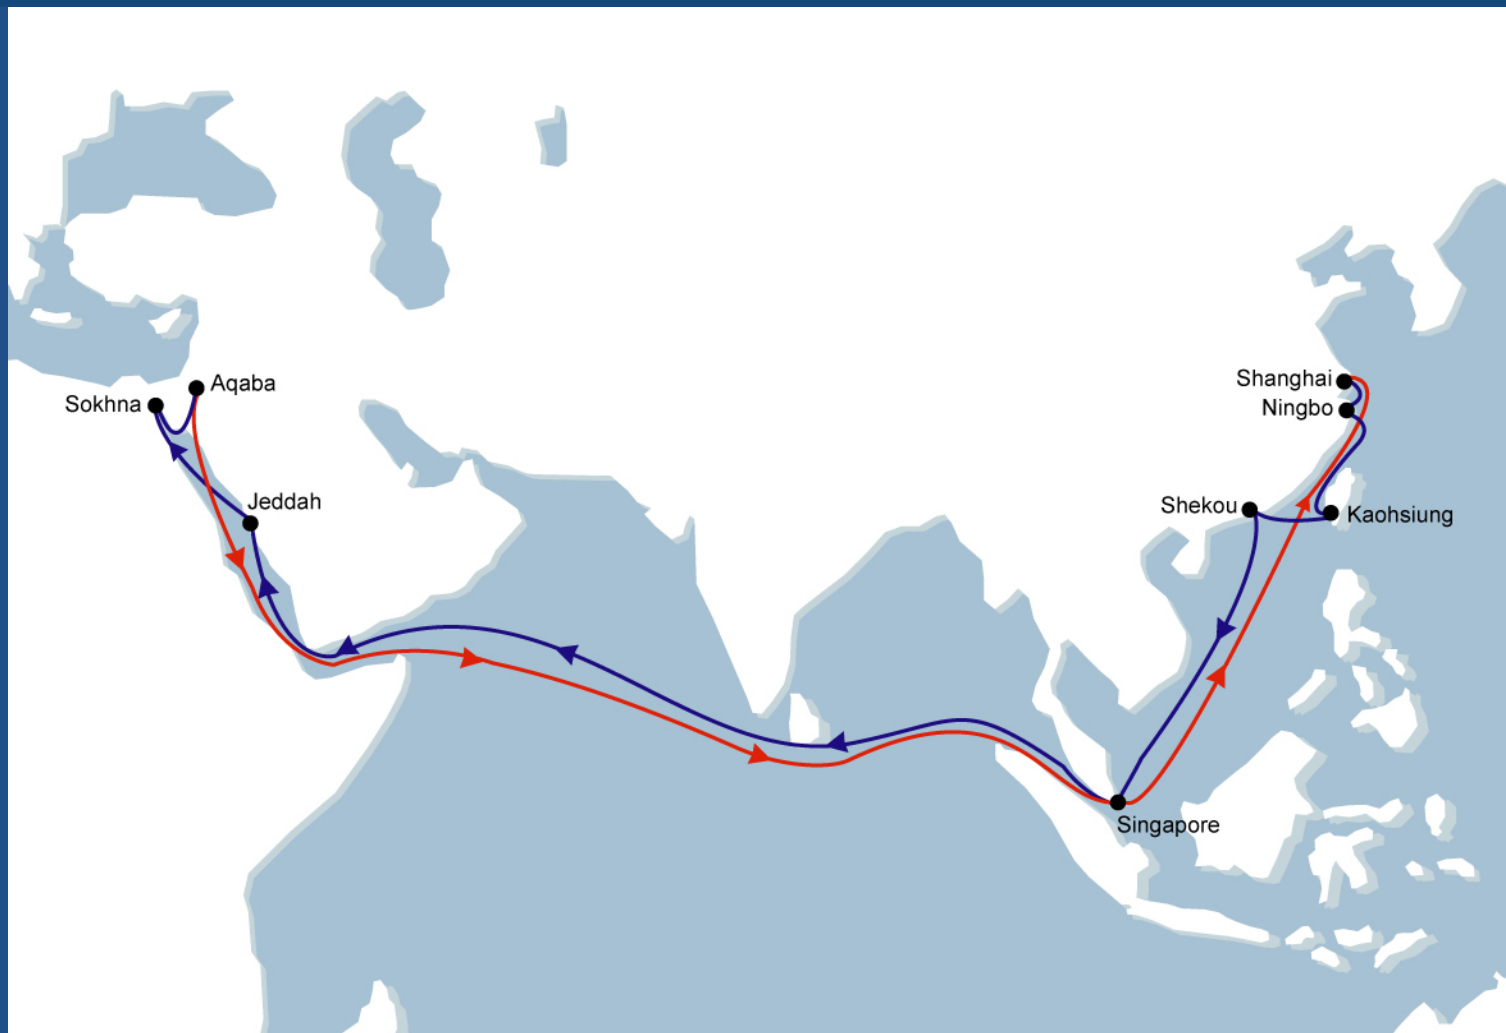 Aqaba
Sokhna
Jeddah
Shanghai
Ningbo
Shekou
Kaohsiung
Singapore